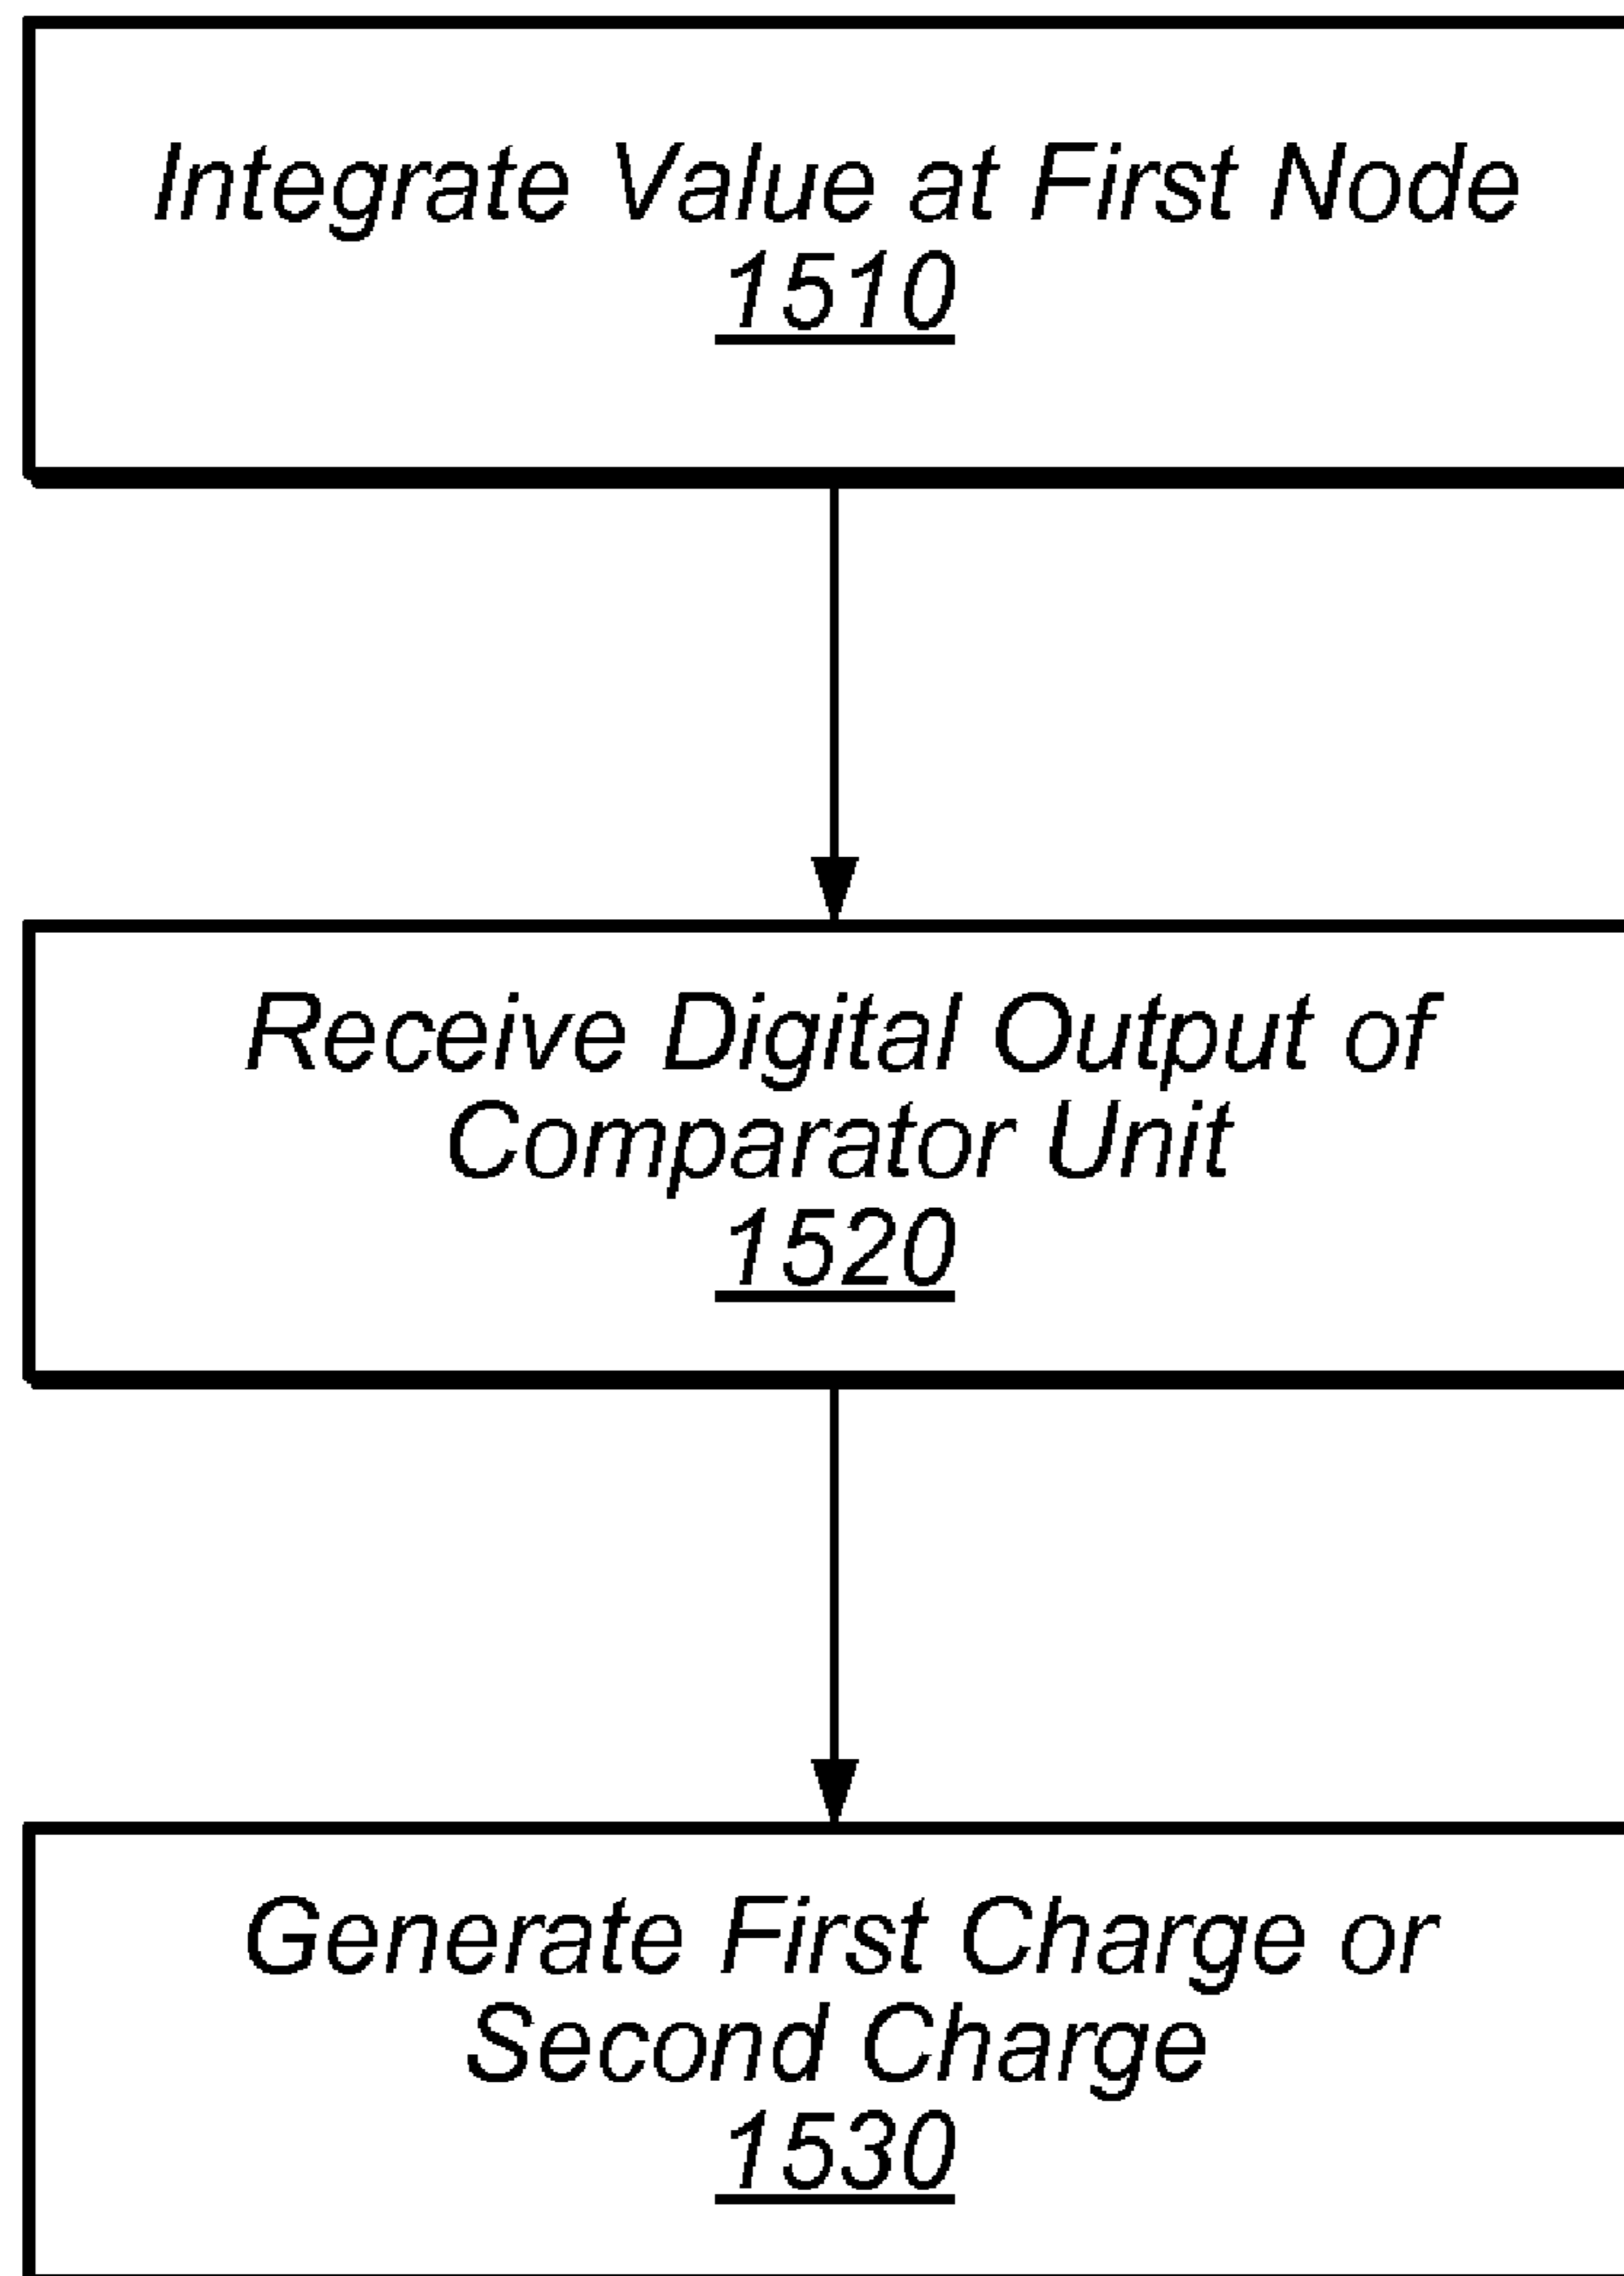 Integrate Value at First Node
1510
Receive Digital Output of
Comparator Unit
1520
Generate First Charge or
Second Charge
1530